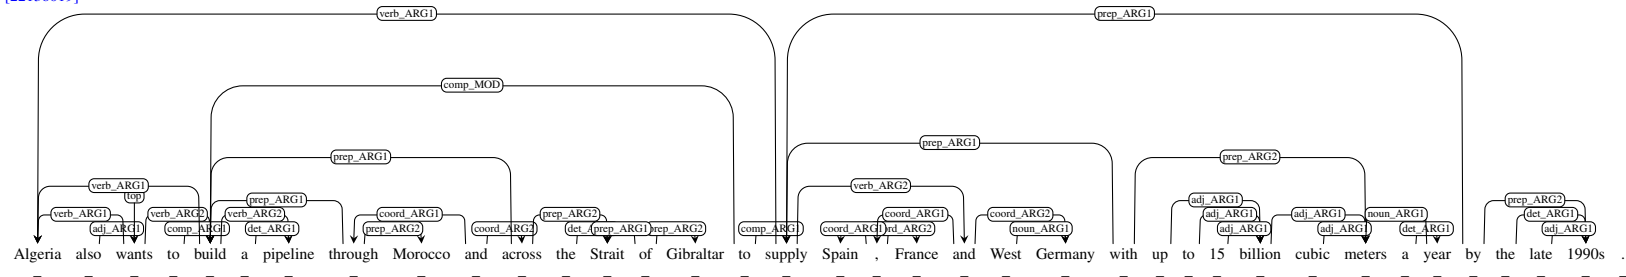 verb_ARG1 prep_ARG1
comp_MOD
prep_ARG1
prep_ARG1 prep_ARG2
verb_ARG1 verb_ARG2
top prep_ARG1 adj_ARG1 prep_ARG2
verb_ARG1 verb_ARG2 verb_ARG2 coord_ARG1 prep_ARG2 coord_ARG1 coord_ARG2 adj_ARG1 adj_ARG1 noun_ARG1 det_ARG1
adj_ARG1 comp_ARG1 det_ARG1 prep_ARG2 coord_ARG2 prep_ARG1 prep_ARG2 comp_ARG1 coord_ARG1 noun_ARG1 adj_ARG1 adj_ARG1 det_ARG1 adj_ARG1
Algeria also wants to build a pipeline through Morocco and across the Strait of Gibraltar to supply Spain , France and West Germany with up to 15 billion cubic meters a year by the late 1990s .